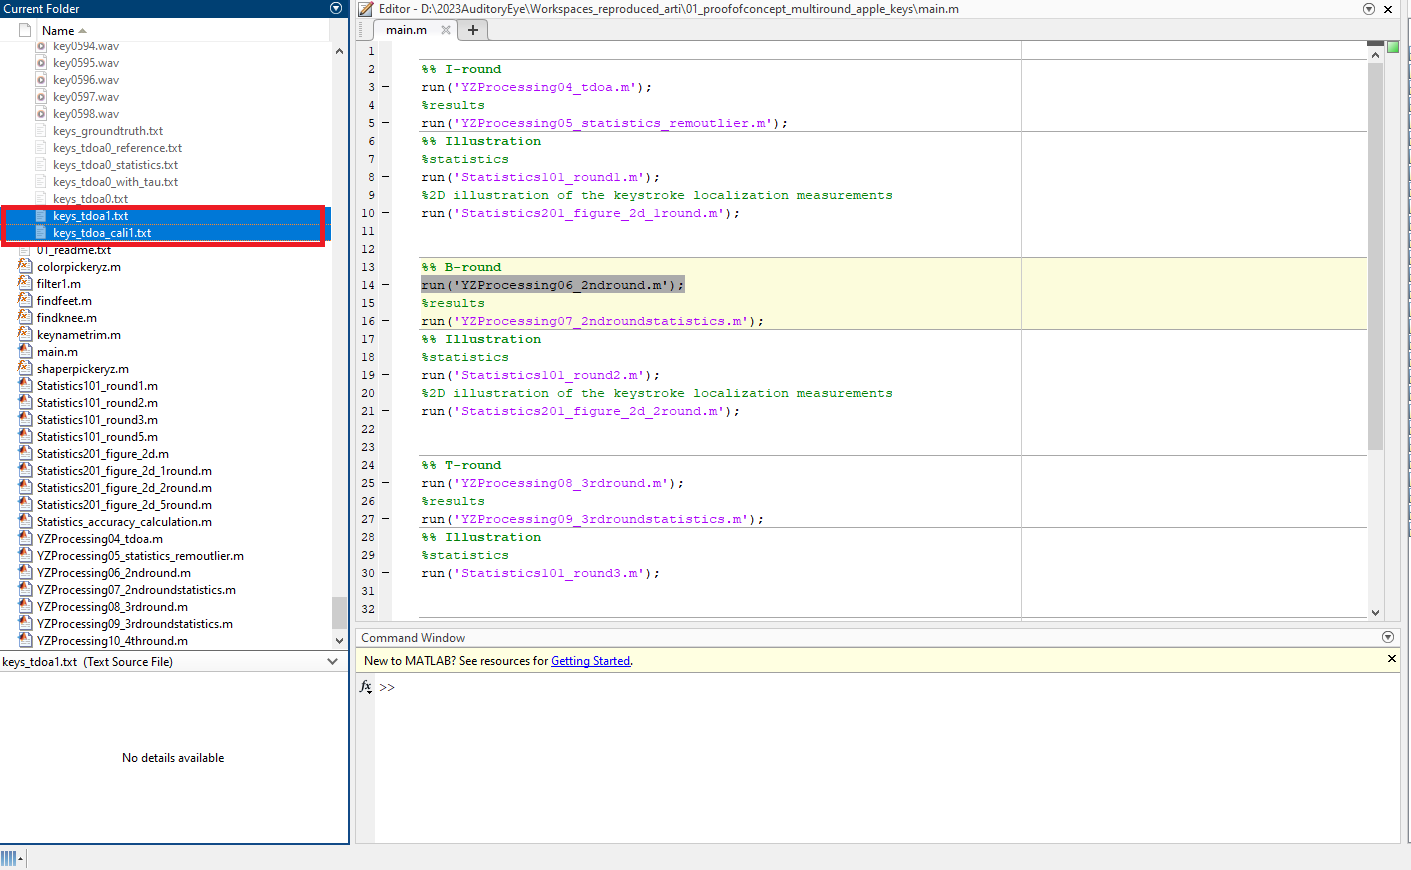 Current Folder
Name
key0594.wav
key0595.wav
key0596.wav
key0597.wav
key0598.wav
keys_groundtruth.txt
keys_tdoa0_reference.txt
keys_tdoa0_statistics.txt
keys_tdoa0_with_tau.txt
keys_tdoa0.txt
keys_tdoa1.txt
keys_tdoa_cali1.txt
01_readme.txt
colorpickeryz.m
filter1.m
findfeet.m
findknee.m
keynametrim.m
main.m
shaperpickeryz.m
Statistics101_round1.m
Statistics101_round2.m
Statistics101_round3.m
Statistics101_round5.m
Statistics201_figure_2d.m
Statistics201_figure_2d_1round.m
Statistics201_figure_2d_2round.m
Statistics201_figure_2d_5round.m
Statistics_accuracy_calculation.m
YZProcessing04_tdoa.m
YZProcessing05_statistics_remoutlier.m
YZProcessing06_2ndround.m
YZProcessing07_2ndroundstatistics.m
YZProcessing08_3rdround.m
YZProcessing09_3rdroundstatistics.m
YZProcessing10_4thround.m
keys_tdoa1.txt (Text Source File)
No details available
Editor - D:\2023AuditoryEye\Workspaces_reproduced_arti\01_proofofconcept_multiround_apple_keys\main.m
main.m
1
2 %% I-round
3 run('YZProcessing04_tdoa.m');
4 %results
5 run('YZProcessing05_statistics_remoutlier.m');
6 %% Illustration
7 %statistics
8 run('Statistics101_round1.m');
9 %2D illustration of the keystroke localization measurements
10 run('Statistics201_figure_2d_1round.m');
11
12
13 %% B-round
14 run('YZProcessing06_2ndround.m');
15 %results
16 run('YZProcessing07_2ndroundstatistics.m');
17 %% Illustration
18 %statistics
19 run('Statistics101_round2.m');
20 %2D illustration of the keystroke localization measurements
21 run('Statistics201_figure_2d_2round.m');
22
23
24 %% T-round
25 run('YZProcessing08_3rdround.m');
26 %results
27 run('YZProcessing09_3rdroundstatistics.m');
28 %% Illustration
29 %statistics
30 run('Statistics101_round3.m');
31
32
Command Window
New to MATLAB? See resources for Getting Started.
fx >>